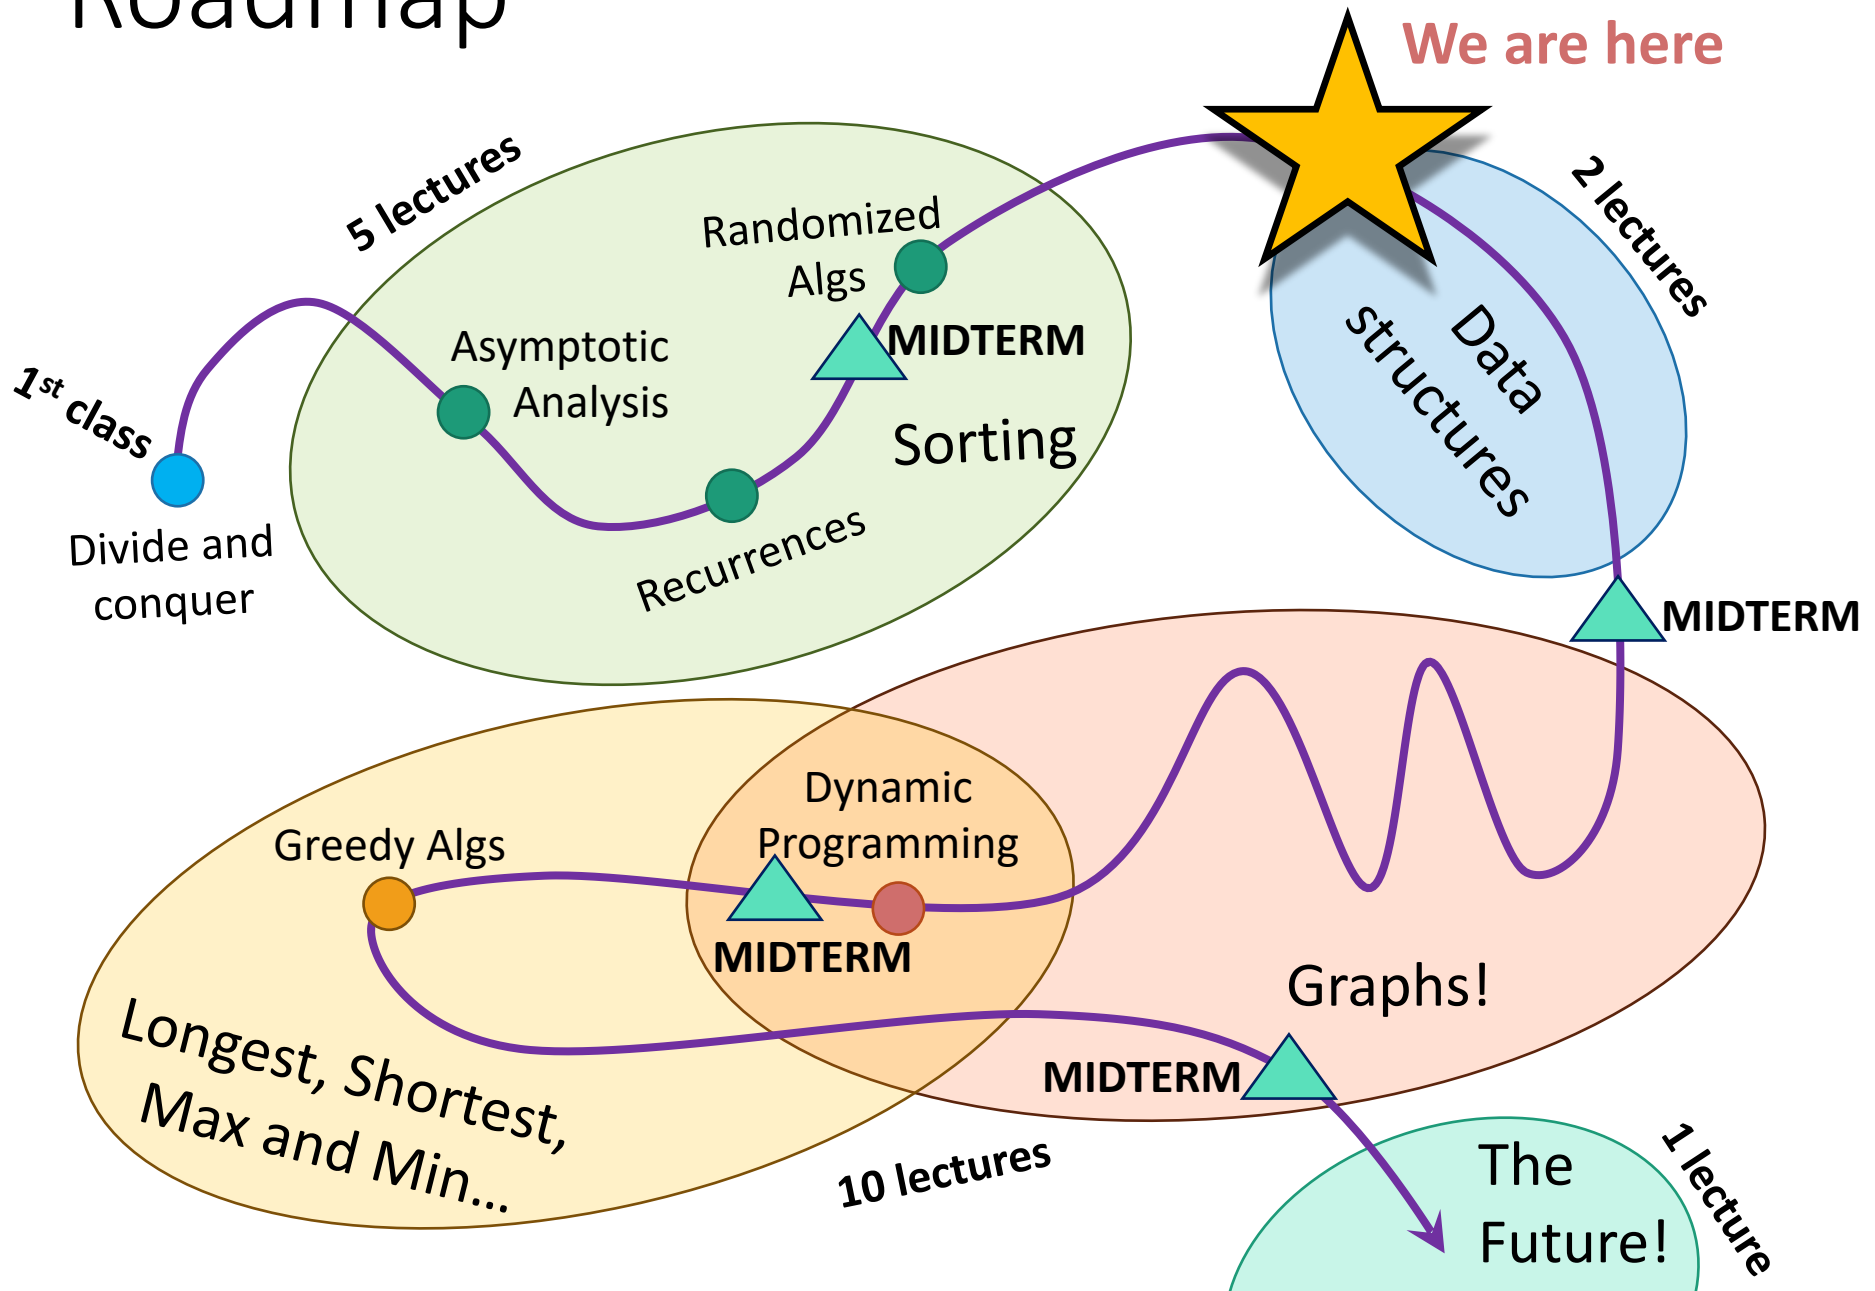 Roadmap
We are here
5 lectures
2 lectures
Randomized
Algs
MIDTERM
Asymptotic
Analysis
Sorting
Data
structures
1st class
Divide and
conquer
Recurrences
MIDTERM
Dynamic
Programming
Greedy Algs
MIDTERM
Graphs!
Longest, Shortest,
Max and Min...
MIDTERM
10 lectures
The
Future!
1 lecture